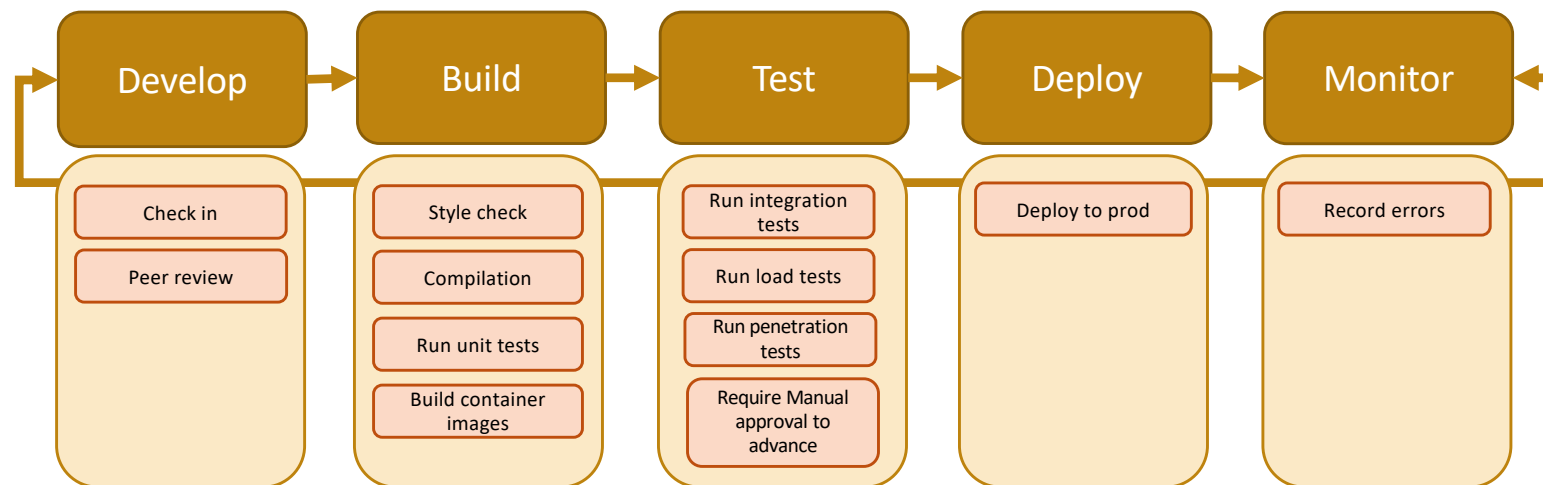 Develop
Build
Test
Deploy
Monitor
Check in
Peer review
Style check
Compilation
Run unit tests
Build container
images
Run integration
tests
Run load tests
Run penetration
tests
Require Manual
approval to
advance
Deploy to prod
Record errors